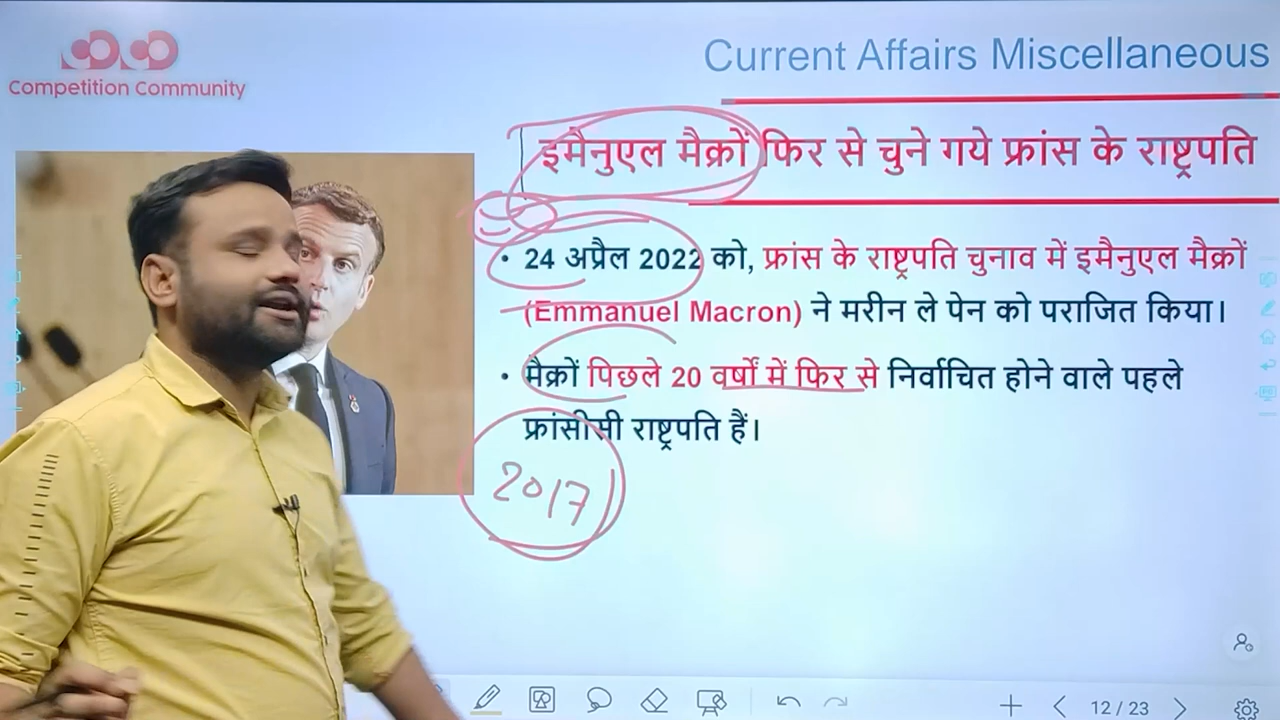 Competition Community
Current Affairs Miscellaneous
इमैनुएल मैक्रों फिर से चुने गये फ्रांस के राष्ट्रपति
• 24 अप्रैल 2022 को, फ्रांस के राष्ट्रपति चुनाव में इमैनुएल मैक्रों
(Emmanuel Macron) ने मरीन ले पेन को पराजित किया।
• मैक्रों पिछले 20 वर्षों में फिर से निर्वाचित होने वाले पहले
फ्रांसीसी राष्ट्रपति हैं।
2017
12 / 23